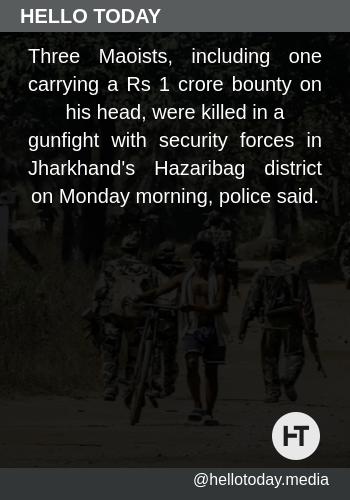 HELLO TODAY
Three Maoists, including one
carrying a Rs 1 crore bounty on
his head, were killed in a
gunfight with security forces in
Jharkhand's Hazaribag district
on Monday morning, police said.
HT
@hellotoday.media